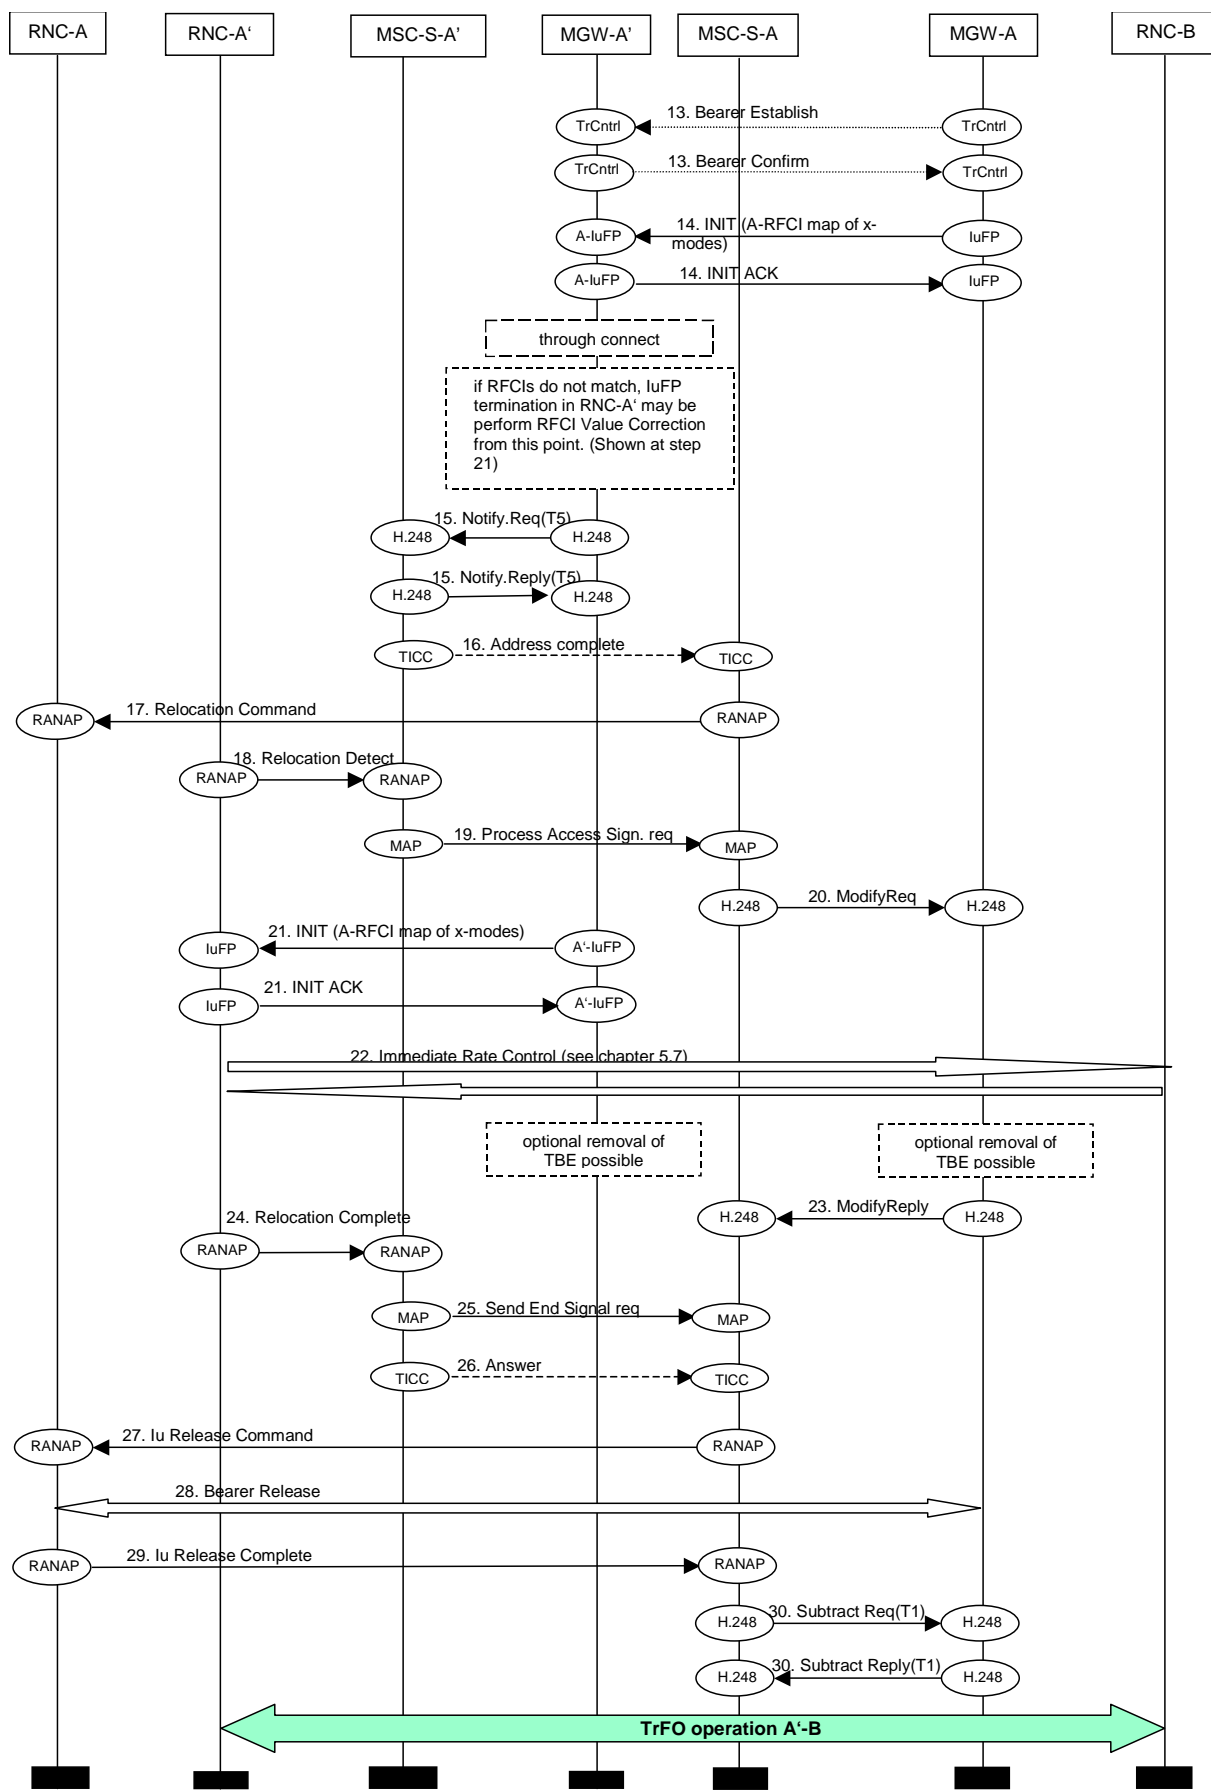 RNC-A
RNC-A‘
MSC-S-A’
MGW-A’
MSC-S-A
MGW-A
RNC-B
TrCntrl
13. Bearer Establish
TrCntrl
TrCntrl
13. Bearer Confirm
TrCntrl
A-IuFP
14. INIT (A-RFCI map of x-
modes)
IuFP
A-IuFP
14. INIT ACK
IuFP
through connect
if RFCIs do not match, IuFP
termination in RNC-A‘ may be
perform RFCI Value Correction
from this point. (Shown at step
21)
H.248
15. Notify.Req(T5)
H.248
H.248
15. Notify.Reply(T5)
H.248
TICC
16. Address complete
TICC
RANAP
17. Relocation Command
RANAP
RANAP
18. Relocation Detect
RANAP
MAP
19. Process Access Sign. req
MAP
H.248
20. ModifyReq
H.248
IuFP
21. INIT (A-RFCI map of x-modes)
A‘-IuFP
IuFP
21. INIT ACK
A‘-IuFP
22. Immediate Rate Control (see chapter 5.7)
optional removal of
TBE possible
optional removal of
TBE possible
H.248
23. ModifyReply
H.248
24. Relocation Complete
RANAP
RANAP
MAP
25. Send End Signal req
MAP
TICC
26. Answer
TICC
RANAP
27. Iu Release Command
RANAP
28. Bearer Release
RANAP
29. Iu Release Complete
RANAP
H.248
30. Subtract Req(T1)
H.248
H.248
30. Subtract Reply(T1)
H.248
TrFO operation A‘-B